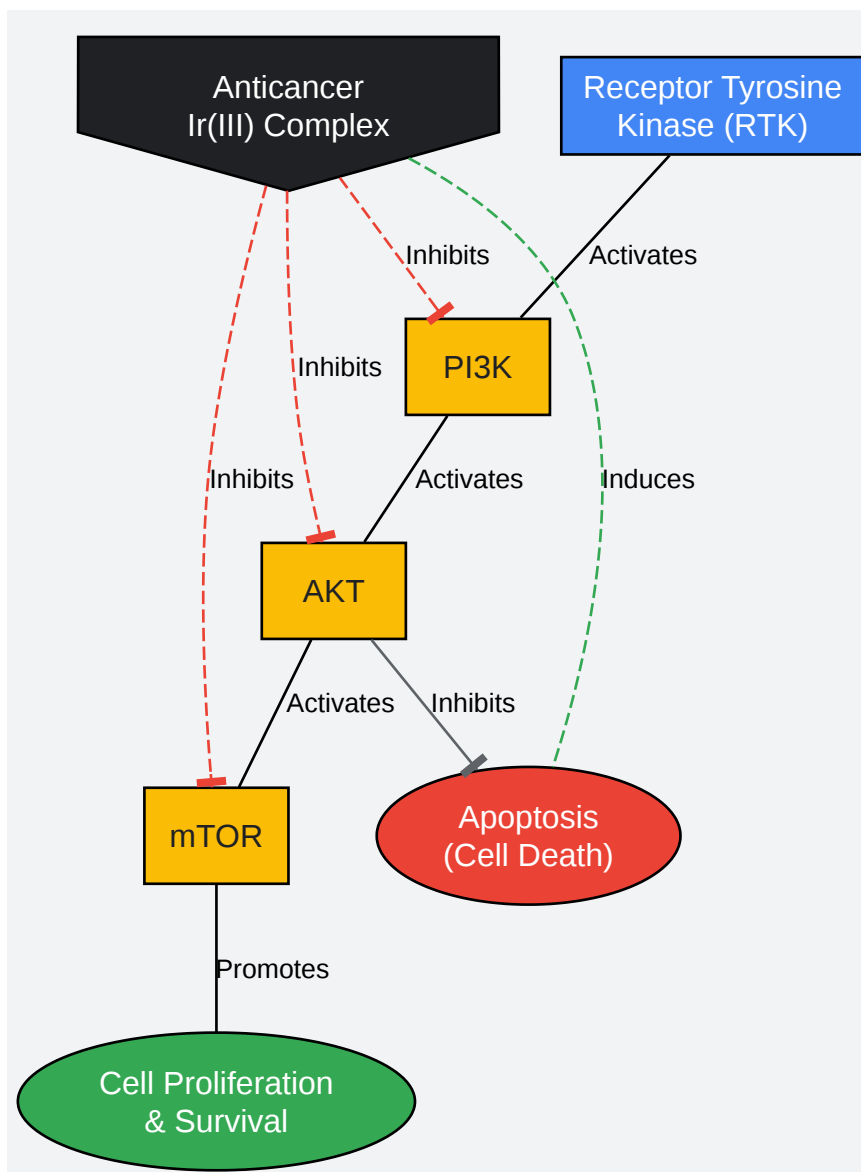 Anticancer
Ir(III) Complex
Receptor Tyrosine
Kinase (RTK)
Inhibits
Activates
PI3K
Inhibits
Inhibits
Activates
Induces
AKT
Activates
Inhibits
mTOR
Apoptosis
(Cell Death)
Promotes
Cell Proliferation
& Survival